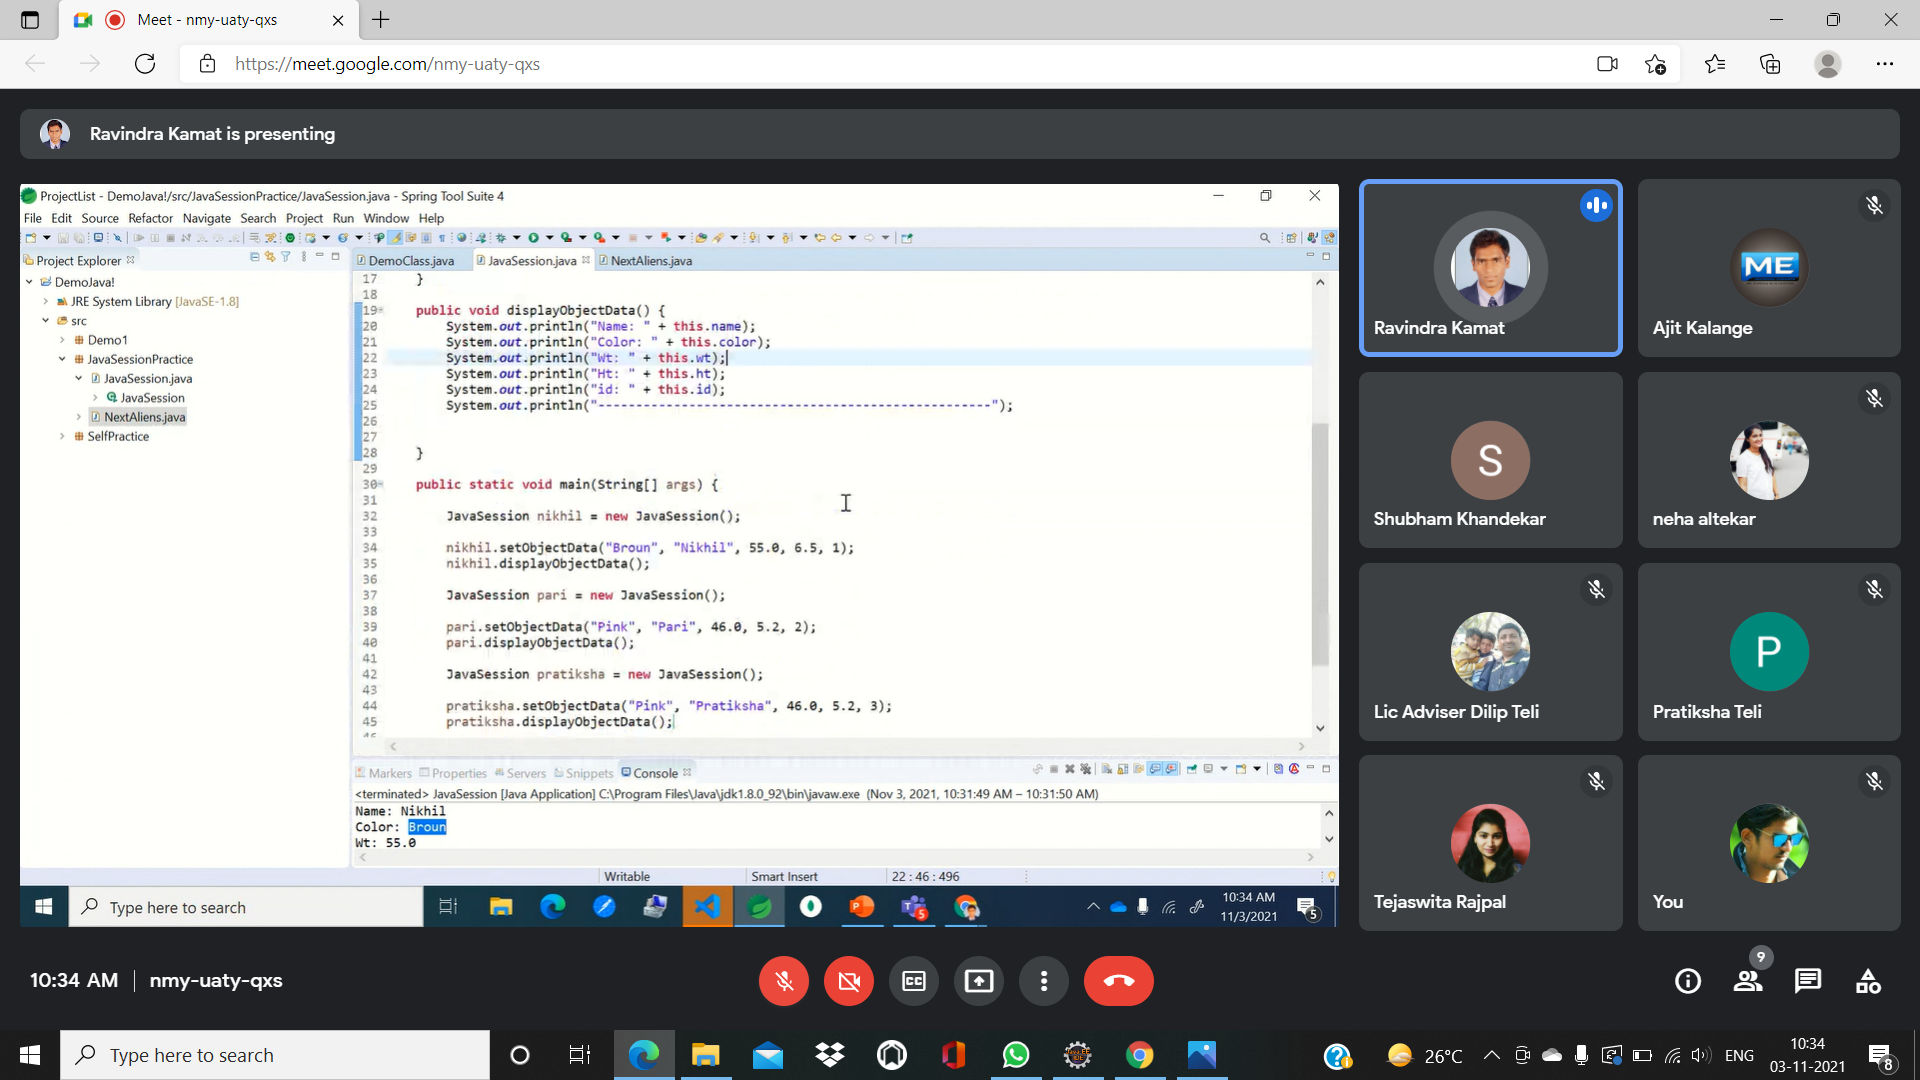 Meet - nmy-uaty-qxs
https://meet.google.com/nmy-uaty-qxs
Ravindra Kamat is presenting
ProjectList - DemoJava!/src/JavaSessionPractice/JavaSession.java - Spring Tool Suite 4
File Edit Source Refactor Navigate Search Project Run Window Help
Project Explorer
DemoJava!
JRE System Library [JavaSE-1.8]
src
Demo1
JavaSessionPractice
JavaSession.java
JavaSession
NextAliens.java
SelfPractice
DemoClass.java JavaSession.java NextAliens.java
17 }
18
19 public void displayObjectData() {
20 System.out.println("Name: " + this.name);
21 System.out.println("Color: " + this.color);
22 System.out.println("Wt: " + this.wt);
23 System.out.println("Ht: " + this.ht);
24 System.out.println("id: " + this.id);
25 System.out.println("----------------------------------------------------");
26
27
28 }
29
30 public static void main(String[] args) {
31
32 JavaSession nikhil = new JavaSession();
33
34 nikhil.setObjectData("Broun", "Nikhil", 55.0, 6.5, 1);
35 nikhil.displayObjectData();
36
37 JavaSession pari = new JavaSession();
38
39 pari.setObjectData("Pink", "Pari", 46.0, 5.2, 2);
40 pari.displayObjectData();
41
42 JavaSession pratiksha = new JavaSession();
43
44 pratiksha.setObjectData("Pink", "Pratiksha", 46.0, 5.2, 3);
45 pratiksha.displayObjectData();
46
Markers Properties Servers Snippets Console
<terminated> JavaSession [Java Application] C:\Program Files\Java\jdk1.8.0_92\bin\javaw.exe (Nov 3, 2021, 10:31:49 AM – 10:31:50 AM)
Name: Nikhil
Color: Broun
Wt: 55.0
Writable Smart Insert 22 : 46 : 496
Type here to search
5
10:34 AM
11/3/2021
5
Ravindra Kamat
ME
Ajit Kalange
S
Shubham Khandekar
neha altekar
Lic Adviser Dilip Teli
P
Pratiksha Teli
Tejaswita Rajpal
You
10:34 AM | nmy-uaty-qxs
CC
9
Type here to search
26°C
ENG
10:34
03-11-2021
8